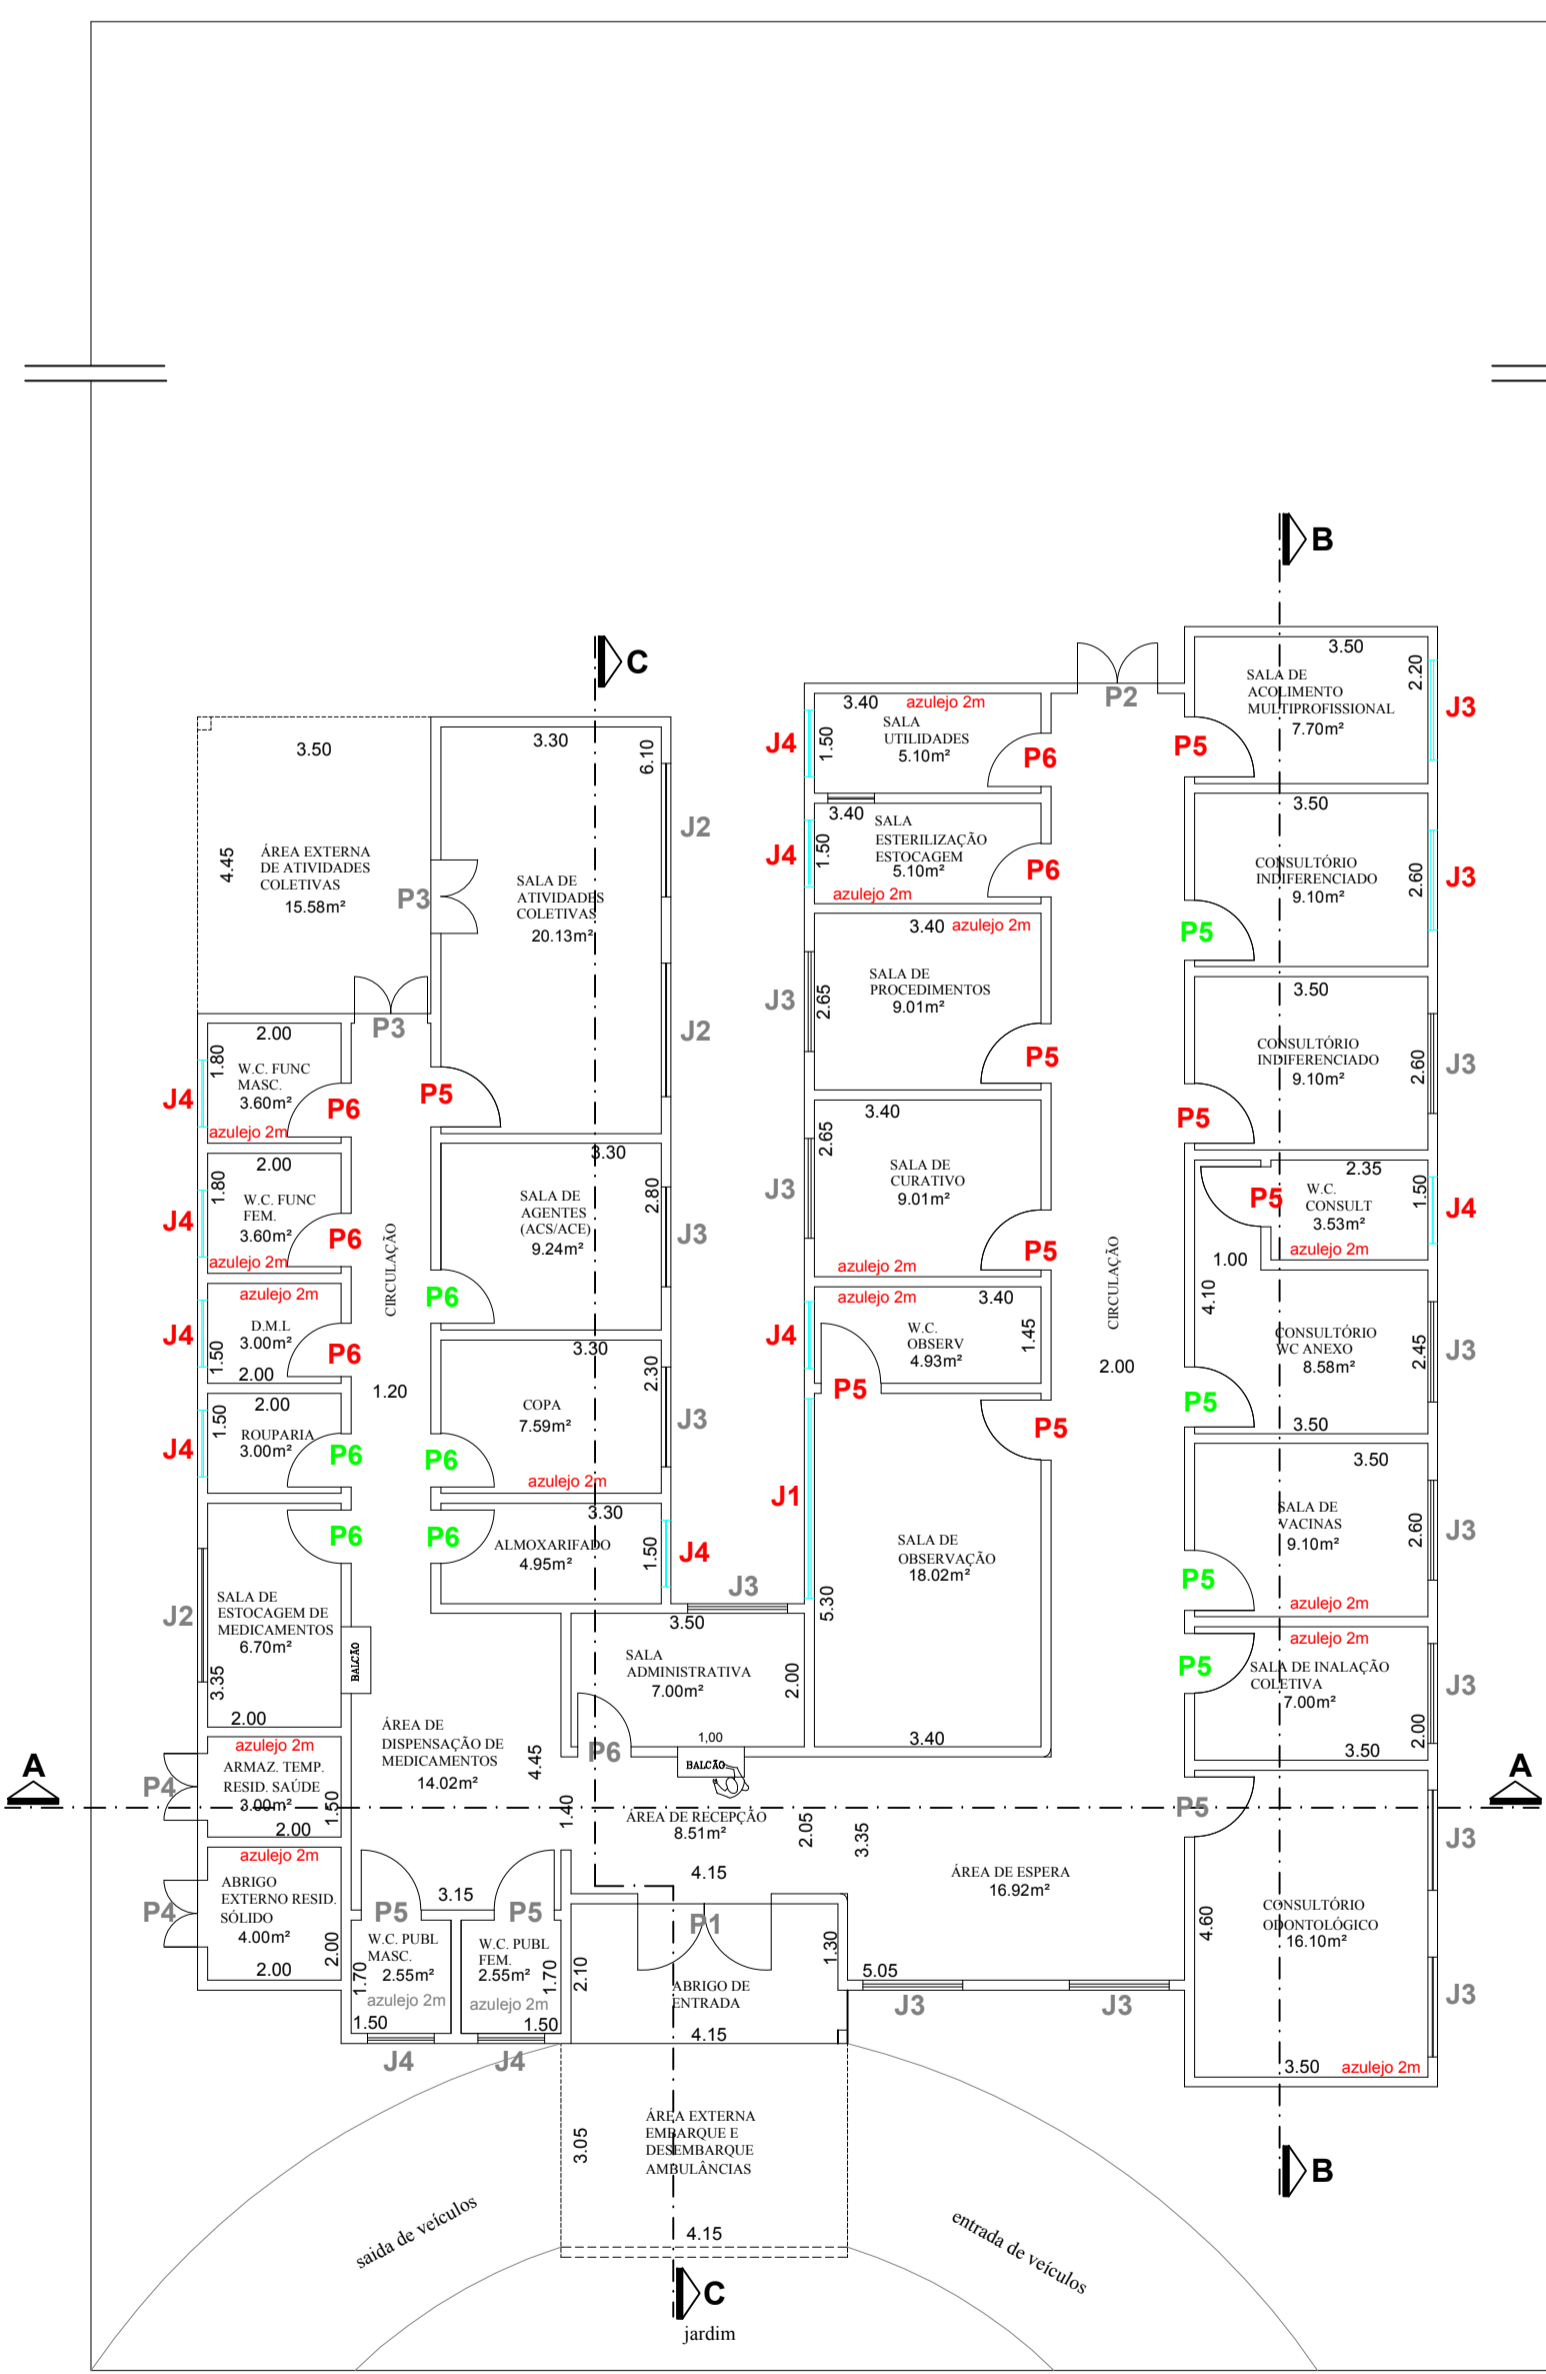 B
C
3.50
SALA DE
ACOLIMENTO
MULTIPROFISSIONAL
7.70m²
2.20
J3
P5
P2
3.40
azulejo 2m
SALA
UTILIDADES
5.10m²
1.50
J4
P6
3.40
SALA
ESTERILIZAÇÃO
ESTOCAGEM
5.10m²
azulejo 2m
1.50
J4
P6
3.50
CONSULTÓRIO
INDIFERENCIADO
9.10m²
2.60
J3
P5
3.50
4.45
ÁREA EXTERNA
DE ATIVIDADES
COLETIVAS
15.58m²
P3
P3
3.30
6.10
SALA DE
ATIVIDADES
COLETIVAS
20.13m²
J2
J2
P5
3.40
azulejo 2m
SALA DE
PROCEDIMENTOS
9.01m²
2.65
J3
P5
3.50
CONSULTÓRIO
INDIFERENCIADO
9.10m²
2.60
J3
P5
2.00
1.80
W.C. FUNC
MASC.
3.60m²
azulejo 2m
J4
P6
2.00
1.80
W.C. FUNC
FEM.
3.60m²
azulejo 2m
J4
P6
CIRCULAÇÃO
1.20
3.30
SALA DE
AGENTES
(ACS/ACE)
9.24m²
2.80
J3
P6
3.40
2.65
SALA DE
CURATIVO
9.01m²
azulejo 2m
J3
P5
CIRCULAÇÃO
2.00
2.35
W.C.
CONSULT
3.53m²
azulejo 2m
1.50
J4
P5
1.00
4.10
CONSULTÓRIO
WC ANEXO
8.58m²
2.45
3.50
J3
P5
azulejo 2m
D.M.L
3.00m²
2.00
1.50
J4
P6
azulejo 2m
3.40
W.C.
OBSERV
4.93m²
1.45
J4
P5
P5
3.30
COPA
7.59m²
azulejo 2m
2.30
J3
P6
2.00
ROUPARIA
3.00m²
1.50
J4
P6
3.30
ALMOXARIFADO
4.95m²
1.50
J4
P6
J1
SALA DE
OBSERVAÇÃO
18.02m²
5.30
3.40
3.50
SALA DE
VACINAS
9.10m²
azulejo 2m
2.60
J3
P5
P6
SALA DE
ESTOCAGEM DE
MEDICAMENTOS
6.70m²
3.35
2.00
J2
BALCÃO
J3
3.50
SALA
ADMINISTRATIVA
7.00m²
2.00
1,00
P6
BALCÃO
azulejo 2m
SALA DE INALAÇÃO
COLETIVA
7.00m²
2.00
3.50
J3
P5
ÁREA DE
DISPENSAÇÃO DE
MEDICAMENTOS
14.02m²
4.45
azulejo 2m
ARMAZ. TEMP.
RESID. SAÚDE
3.00m²
2.00
1.50
P4
A
A
1.40
ÁREA DE RECEPÇÃO
8.51m²
2.05
4.15
3.35
ÁREA DE ESPERA
16.92m²
5.05
J3
J3
P5
J3
4.60
CONSULTÓRIO
ODONTOLÓGICO
16.10m²
3.50
azulejo 2m
J3
azulejo 2m
ABRIGO
EXTERNO RESID.
SÓLIDO
4.00m²
2.00
2.00
P4
3.15
P5
W.C. PUBL
MASC.
2.55m²
azulejo 2m
1.70
1.50
J4
P5
W.C. PUBL
FEM.
2.55m²
azulejo 2m
1.70
1.50
J4
P1
2.10
1.30
ABRIGO DE
ENTRADA
4.15
ÁREA EXTERNA
EMBARQUE E
DESEMBARQUE
AMBULÂNCIAS
3.05
4.15
B
saida de veículos
entrada de veículos
C
jardim